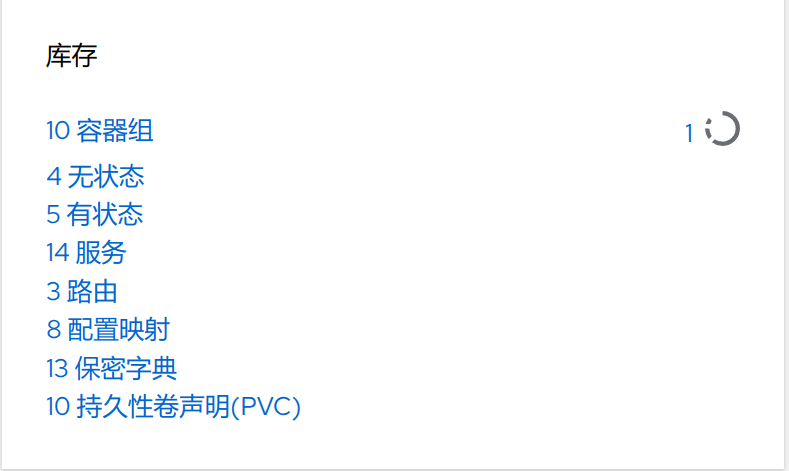 库存
10 容器组 1
4 无状态
5 有状态
14 服务
3 路由
8 配置映射
13 保密字典
10 持久性卷声明(PVC)